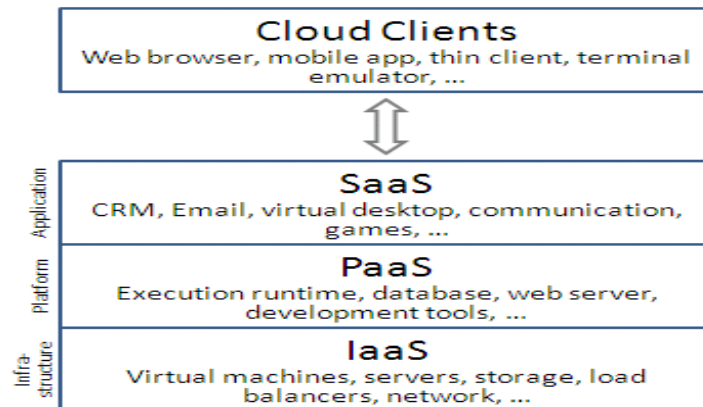 Cloud Clients
Web browser, mobile app, thin client, terminal
emulator, ...
Application
SaaS
CRM, Email, virtual desktop, communication,
games, ...
Platform
PaaS
Execution runtime, database, web server,
development tools, ...
Infra-
structure
IaaS
Virtual machines, servers, storage, load
balancers, network, ...